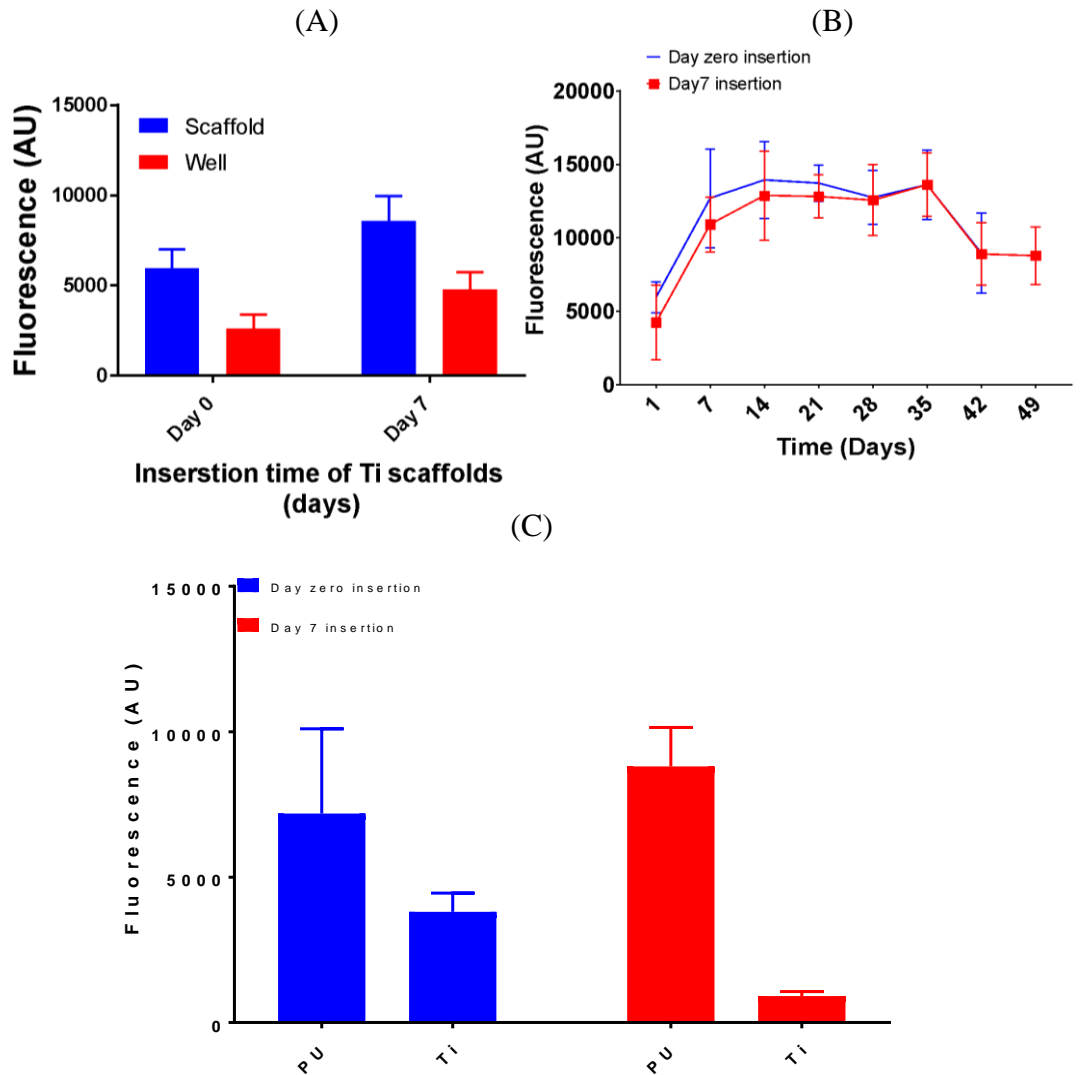 (A)
Fluorescence (AU)
15000
10000
5000
0
Scaffold
Well
Day 0
Day 7
Inserstion time of Ti scaffolds
(days)
(B)
Day zero insertion
Day7 insertion
Fluorescence (AU)
20000
15000
10000
5000
0
1
7
14
21
28
35
42
49
Time (Days)
(C)
Day zero insertion
Day 7 insertion
Fluorescence (AU)
15000
10000
5000
0
PU
Ti
PU
Ti